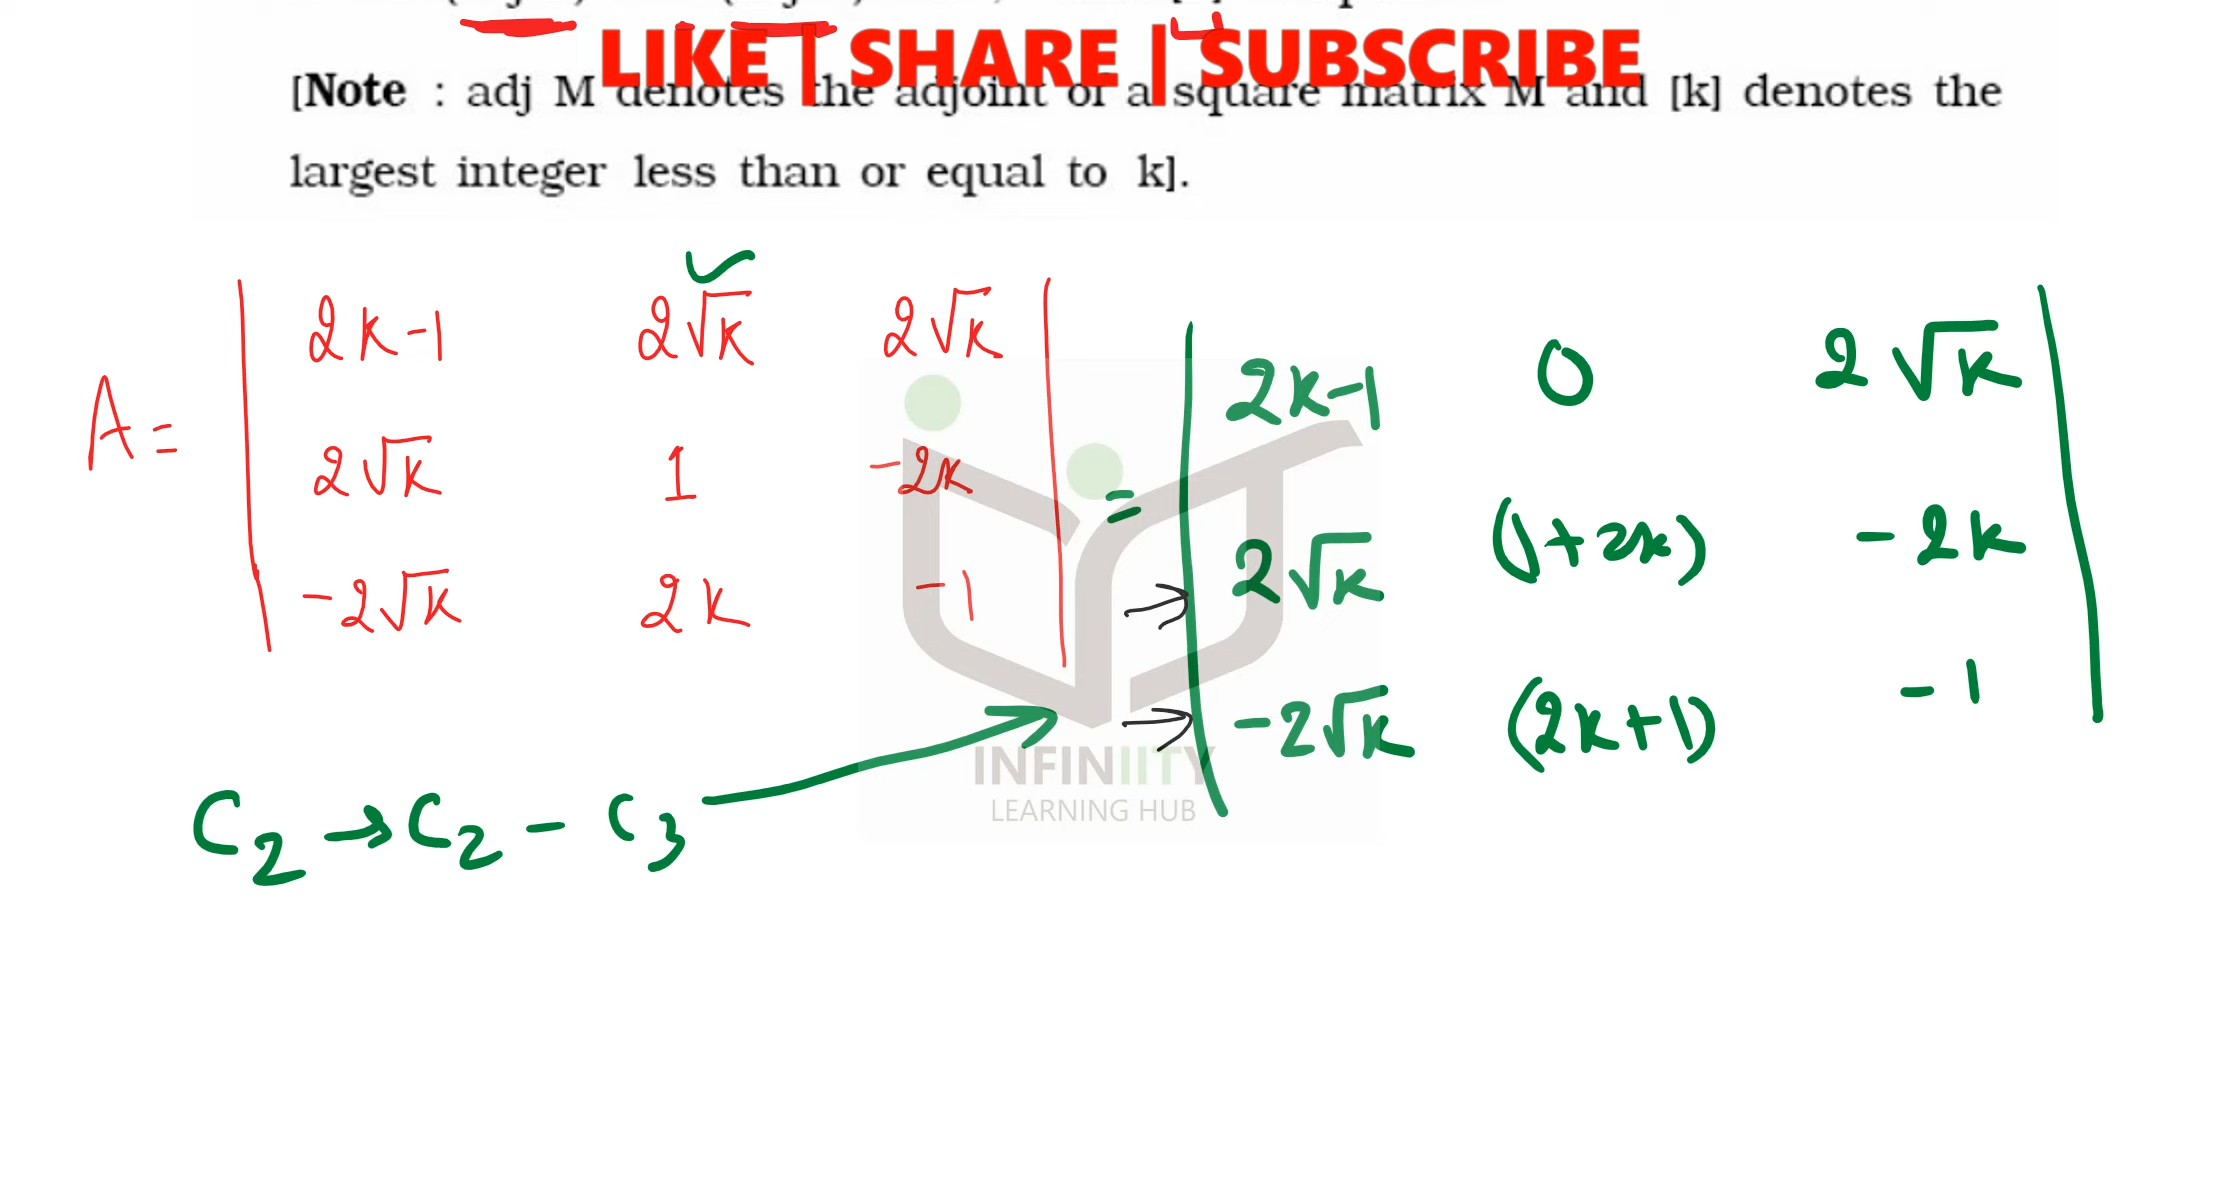 LIKE | SHARE | SUBSCRIBE
[Note : adj M denotes the adjoint of a square matrix M and [k] denotes the
largest integer less than or equal to k].
A = | 2k-1 2√k 2√k |
| 2√k 1 -2k |
| -2√k 2k -1 |
= | 2k-1 0 2√k |
| 2√k (1+2k) -2k |
| -2√k (2k+1) -1 |
C2 → C2 - C3
INFINIITY
LEARNING HUB